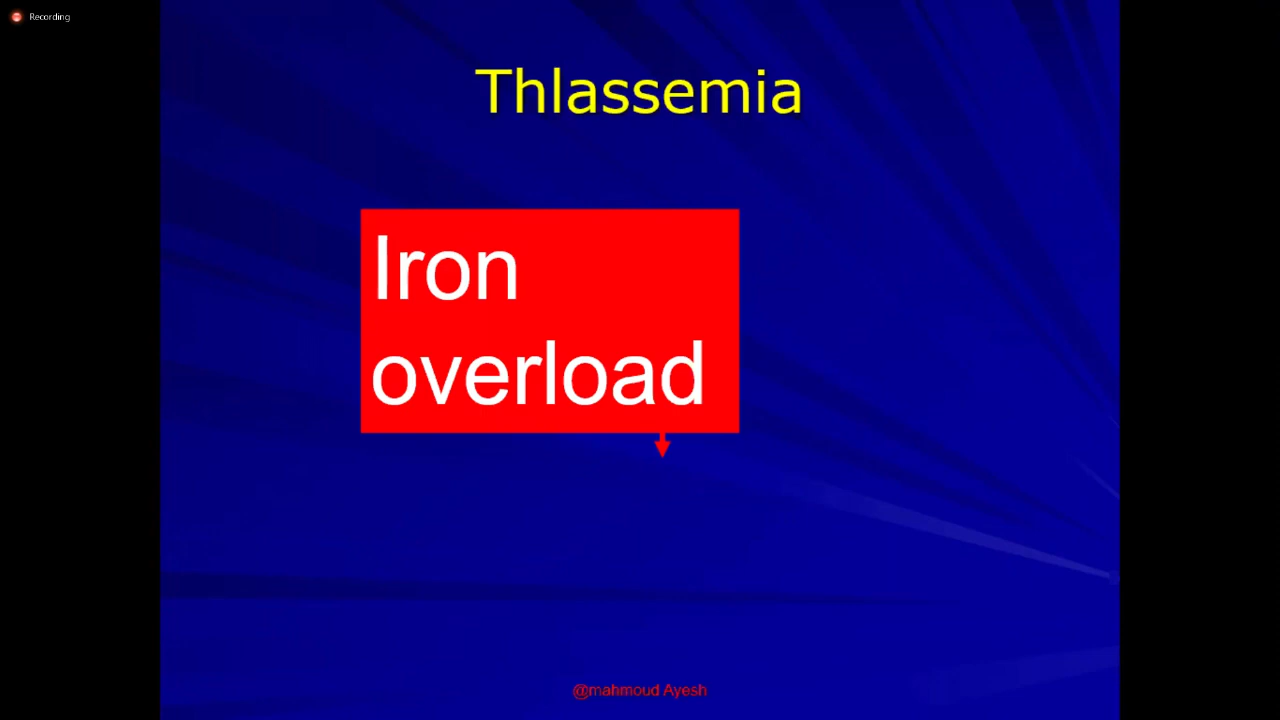 Recording
Thlassemia
Iron
overload
@mahmoud Ayesh